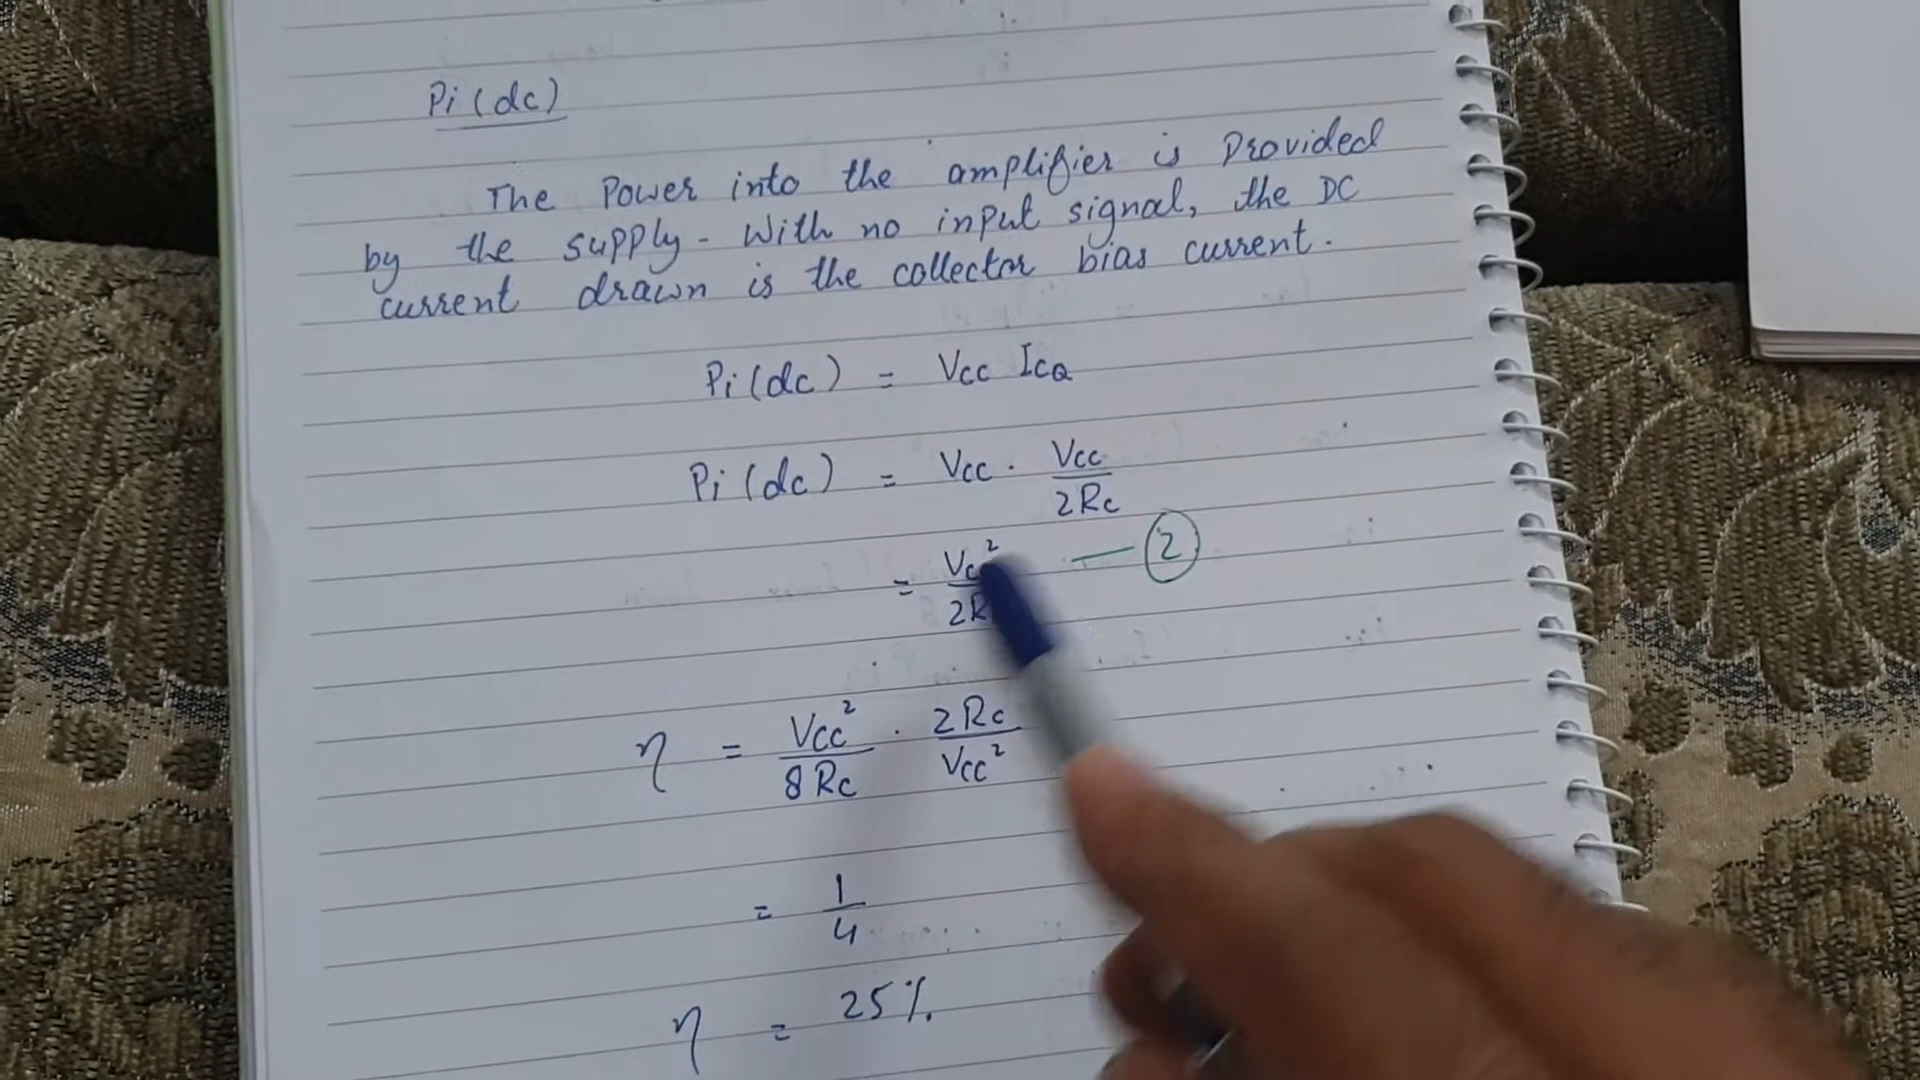 Pi (dc)
The Power into the amplifier is Provided
by the supply. With no input signal, the DC
current drawn is the collector bias current.
Pi (dc) = Vcc IcQ
Pi (dc) = Vcc . Vcc / 2Rc
= Vc² / 2R — ②
η = Vcc² / 8Rc . 2Rc / Vcc²
= 1/4
η = 25%.